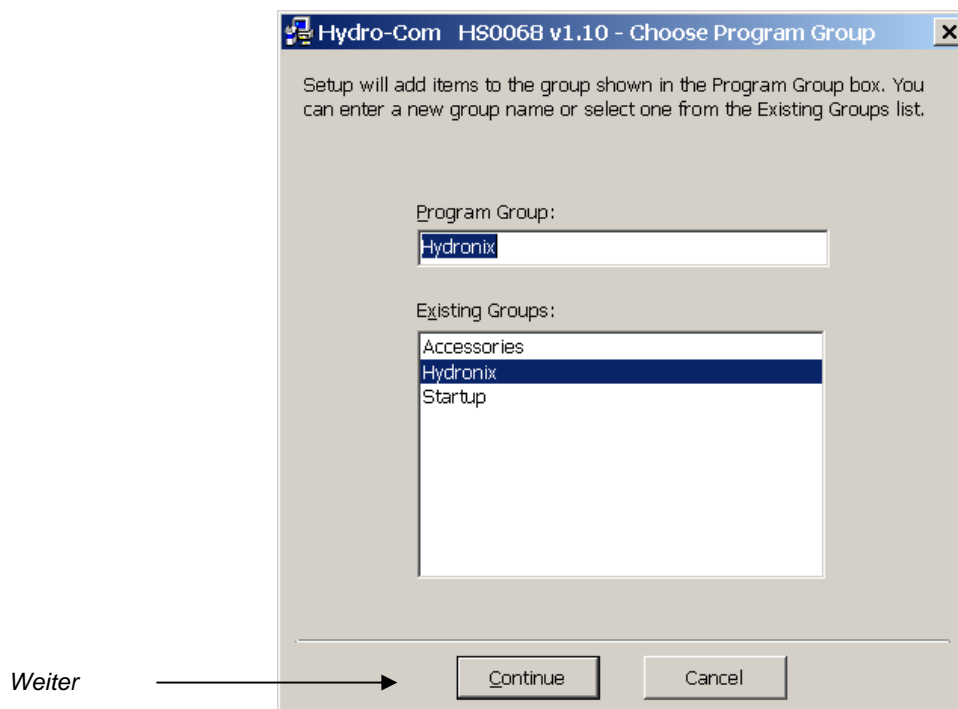 Hydro-Com HS0068 v1.10 - Choose Program Group
Setup will add items to the group shown in the Program Group box. You
can enter a new group name or select one from the Existing Groups list.
Program Group:
Hydronix
Existing Groups:
Accessories
Hydronix
Startup
Weiter
Continue
Cancel